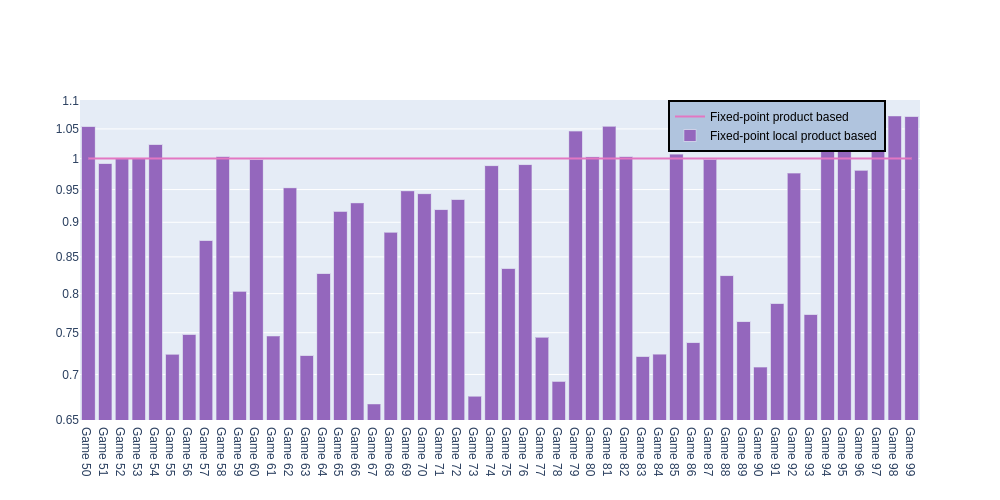 1.1
1.05
1
0.95
0.9
0.85
0.8
0.75
0.7
0.65
Fixed-point product based
Fixed-point local product based
Game 50
Game 51
Game 52
Game 53
Game 54
Game 55
Game 56
Game 57
Game 58
Game 59
Game 60
Game 61
Game 62
Game 63
Game 64
Game 65
Game 66
Game 67
Game 68
Game 69
Game 70
Game 71
Game 72
Game 73
Game 74
Game 75
Game 76
Game 77
Game 78
Game 79
Game 80
Game 81
Game 82
Game 83
Game 84
Game 85
Game 86
Game 87
Game 88
Game 89
Game 90
Game 91
Game 92
Game 93
Game 94
Game 95
Game 96
Game 97
Game 98
Game 99